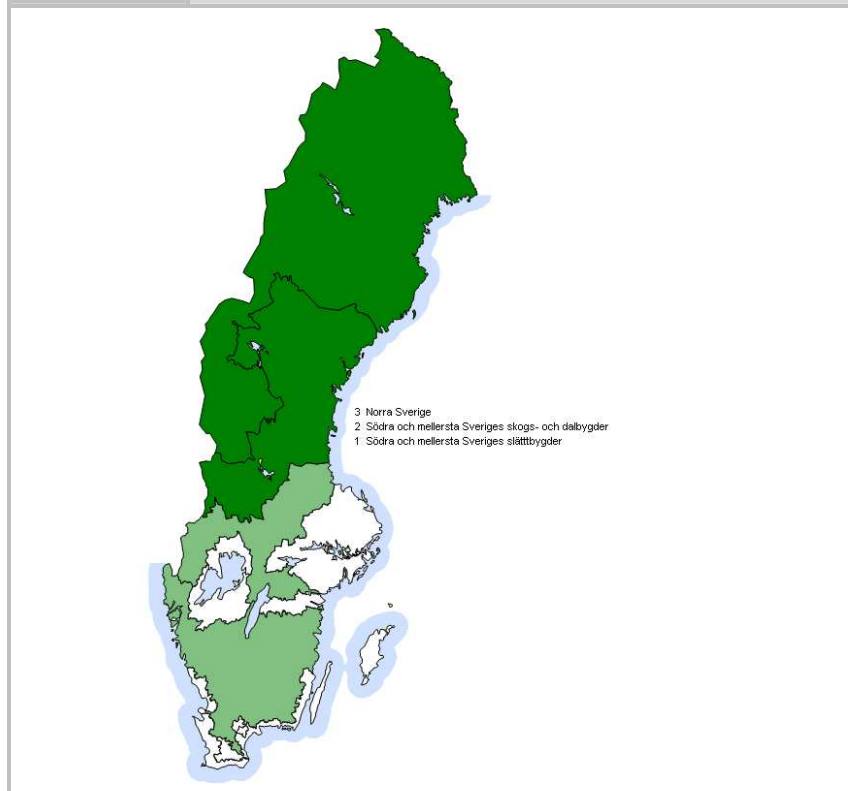 3 Norra Sverige
2 Södra och mellersta Sveriges skogs- och dalbygder
1 Södra och mellersta Sveriges slätttbygder